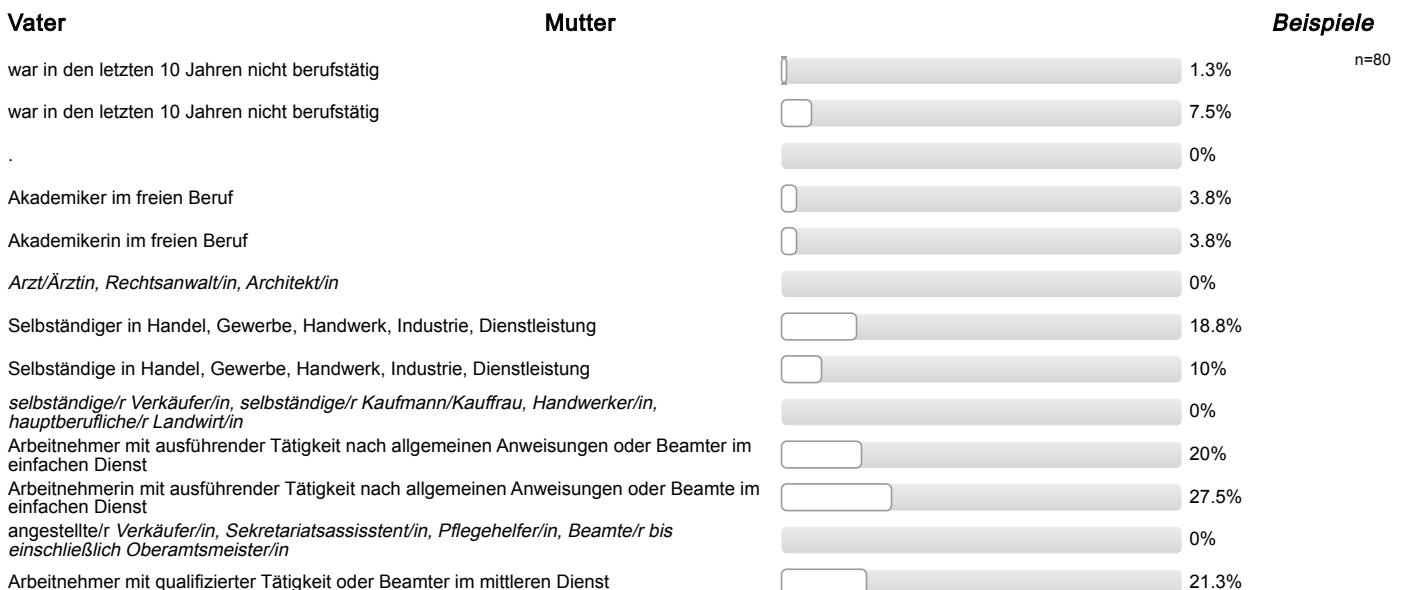 Vater Mutter Beispiele
war in den letzten 10 Jahren nicht berufstätig 1.3% n=80
war in den letzten 10 Jahren nicht berufstätig 7.5%
. 0%
Akademiker im freien Beruf 3.8%
Akademikerin im freien Beruf 3.8%
Arzt/Ärztin, Rechtsanwalt/in, Architekt/in 0%
Selbständiger in Handel, Gewerbe, Handwerk, Industrie, Dienstleistung 18.8%
Selbständige in Handel, Gewerbe, Handwerk, Industrie, Dienstleistung 10%
selbständige/r Verkäufer/in, selbständige/r Kaufmann/Kauffrau, Handwerker/in,
hauptberufliche/r Landwirt/in 0%
Arbeitnehmer mit ausführender Tätigkeit nach allgemeinen Anweisungen oder Beamter im
einfachen Dienst 20%
Arbeitnehmerin mit ausführender Tätigkeit nach allgemeinen Anweisungen oder Beamte im
einfachen Dienst 27.5%
angestellte/r Verkäufer/in, Sekretariatsassisstent/in, Pflegehelfer/in, Beamte/r bis
einschließlich Oberamtsmeister/in 0%
Arbeitnehmer mit qualifizierter Tätigkeit oder Beamter im mittleren Dienst 21.3%